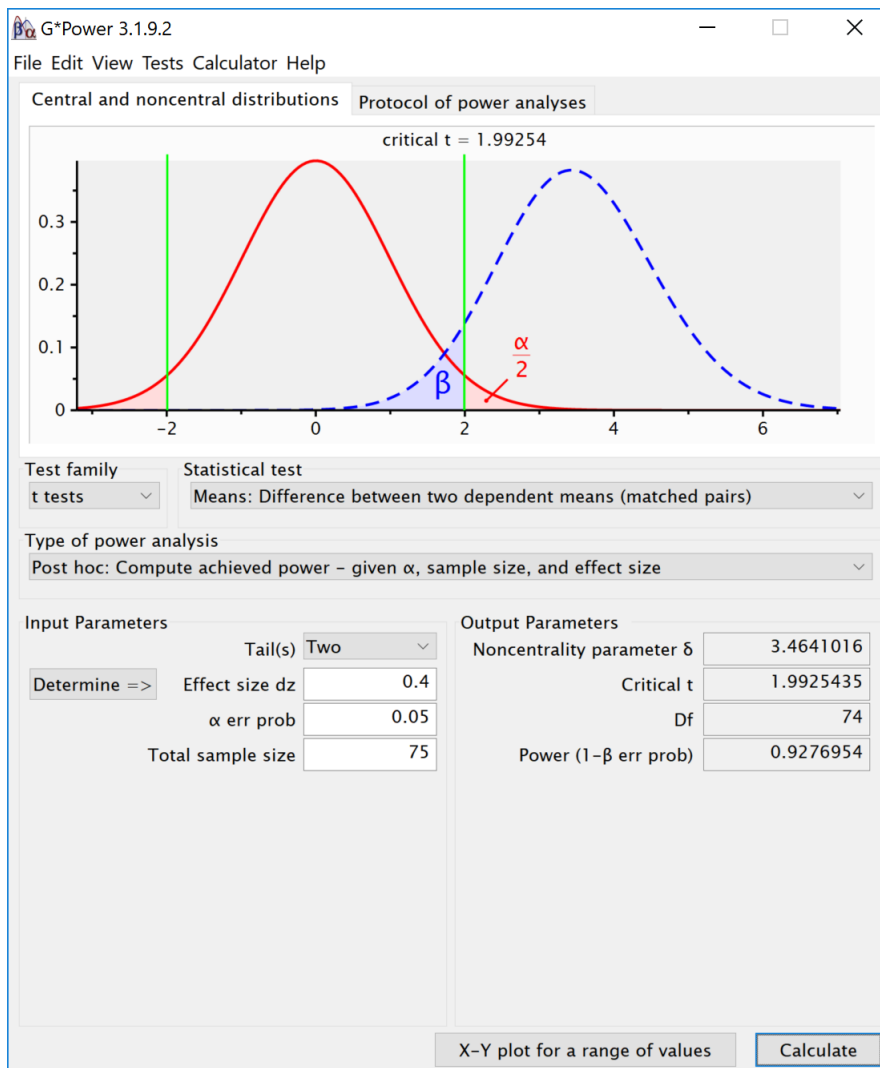 βα G*Power 3.1.9.2
File Edit View Tests Calculator Help
Central and noncentral distributions Protocol of power analyses
critical t = 1.99254
0.3
0.2
0.1
0
α
2
β
-2 0 2 4 6
Test family Statistical test
t tests Means: Difference between two dependent means (matched pairs)
Type of power analysis
Post hoc: Compute achieved power – given α, sample size, and effect size
Input Parameters
Tail(s) Two
Determine => Effect size dz 0.4
α err prob 0.05
Total sample size 75
Output Parameters
Noncentrality parameter δ 3.4641016
Critical t 1.9925435
Df 74
Power (1-β err prob) 0.9276954
X-Y plot for a range of values Calculate